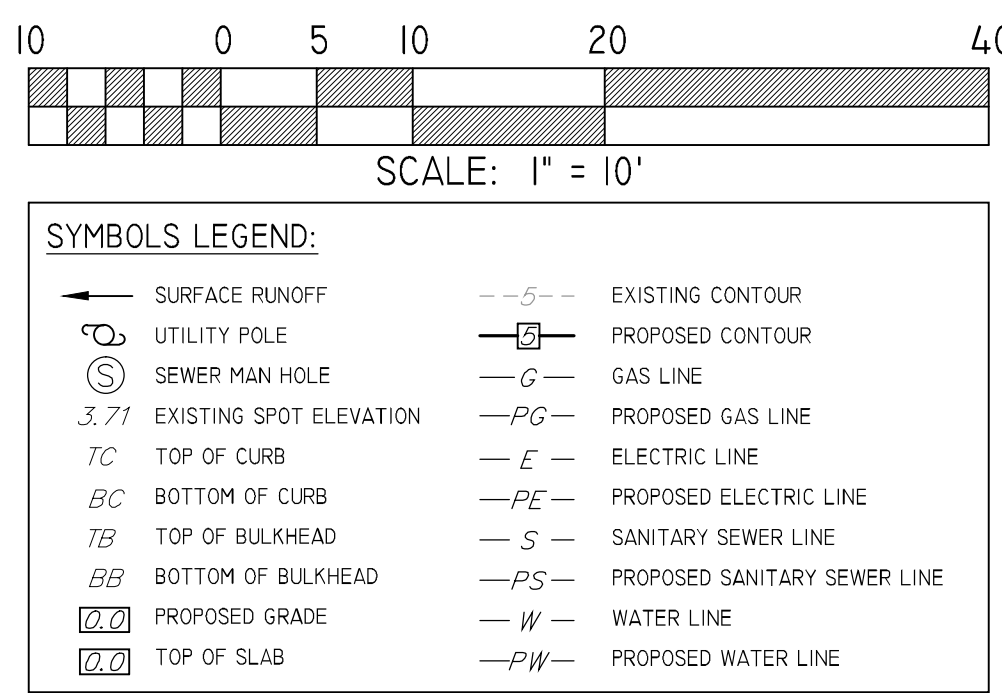 10 0 5 10 20 40
SCALE: 1" = 10'
SYMBOLS LEGEND:
SURFACE RUNOFF
UTILITY POLE
S SEWER MAN HOLE
3.71 EXISTING SPOT ELEVATION
TC TOP OF CURB
BC BOTTOM OF CURB
TB TOP OF BULKHEAD
BB BOTTOM OF BULKHEAD
0.0 PROPOSED GRADE
0.0 TOP OF SLAB
--5-- EXISTING CONTOUR
—5— PROPOSED CONTOUR
—G— GAS LINE
—PG— PROPOSED GAS LINE
—E— ELECTRIC LINE
—PE— PROPOSED ELECTRIC LINE
—S— SANITARY SEWER LINE
—PS— PROPOSED SANITARY SEWER LINE
—W— WATER LINE
—PW— PROPOSED WATER LINE